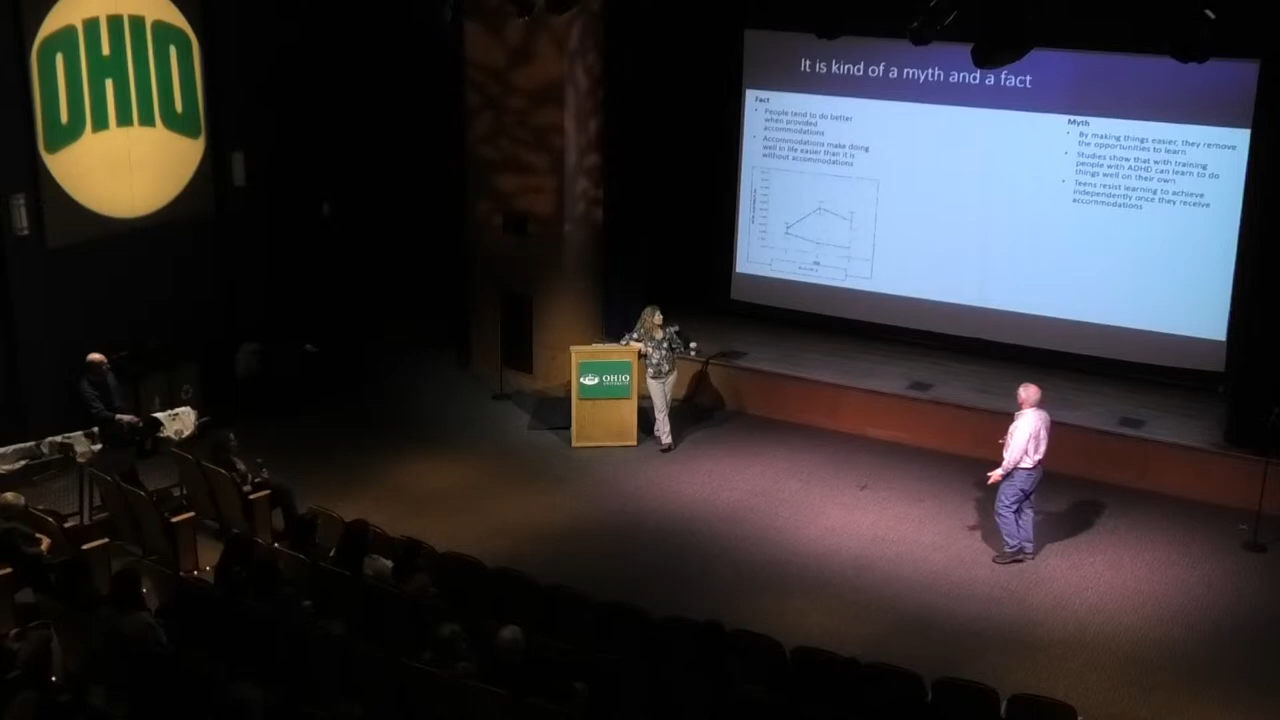 OHIO
It is kind of a myth and a fact
Fact
• People tend to do better
when provided
accommodations
• Accommodations make doing
well in life easier than it is
without accommodations
Myth
• By making things easier, they remove
the opportunities to learn
• Studies show that with training
people with ADHD can learn to do
things well on their own
• Teens resist learning to achieve
independently once they receive
accommodations
OHIO
UNIVERSITY